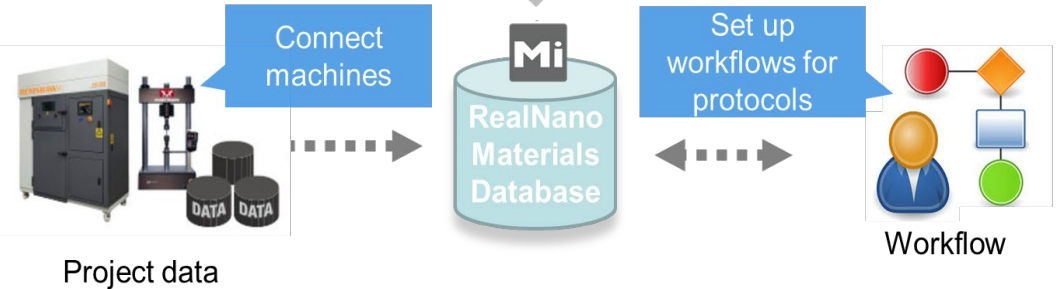 Connect
machines
Mi
Set up
workflows for
protocols
RealNano
Materials
Database
DATA
DATA
Workflow
Project data